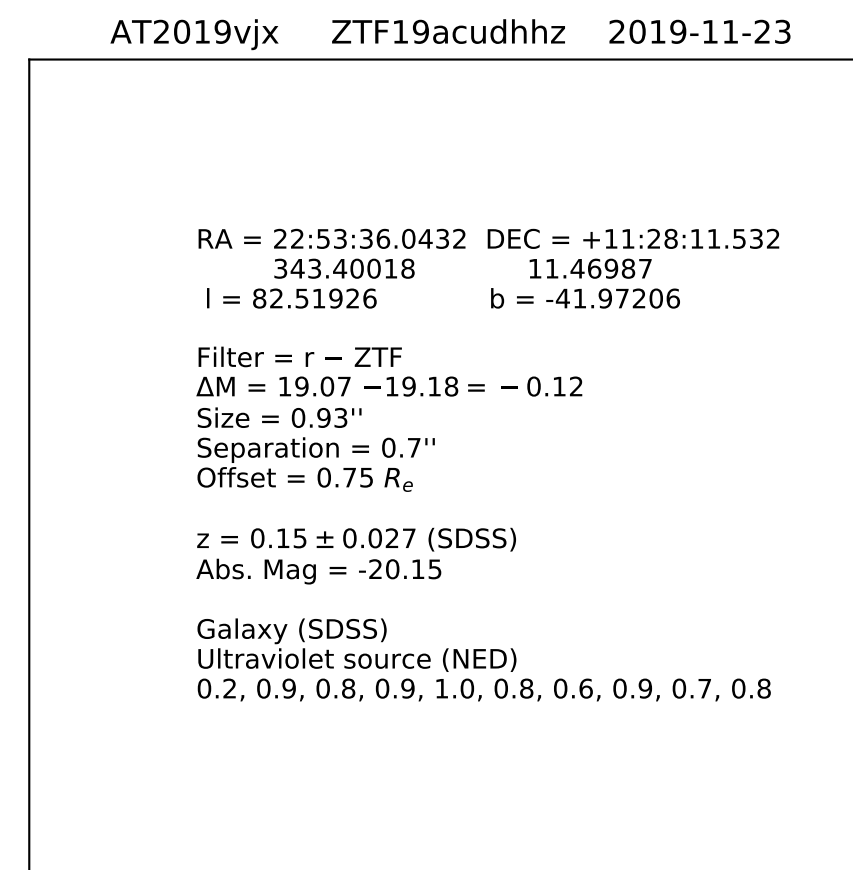 AT2019vjx ZTF19acudhhz 2019-11-23
RA = 22:53:36.0432 DEC = +11:28:11.532
343.40018 11.46987
l = 82.51926 b = -41.97206
Filter = r − ZTF
ΔM = 19.07 −19.18 = − 0.12
Size = 0.93''
Separation = 0.7''
Offset = 0.75 Re
z = 0.15 ± 0.027 (SDSS)
Abs. Mag = -20.15
Galaxy (SDSS)
Ultraviolet source (NED)
0.2, 0.9, 0.8, 0.9, 1.0, 0.8, 0.6, 0.9, 0.7, 0.8